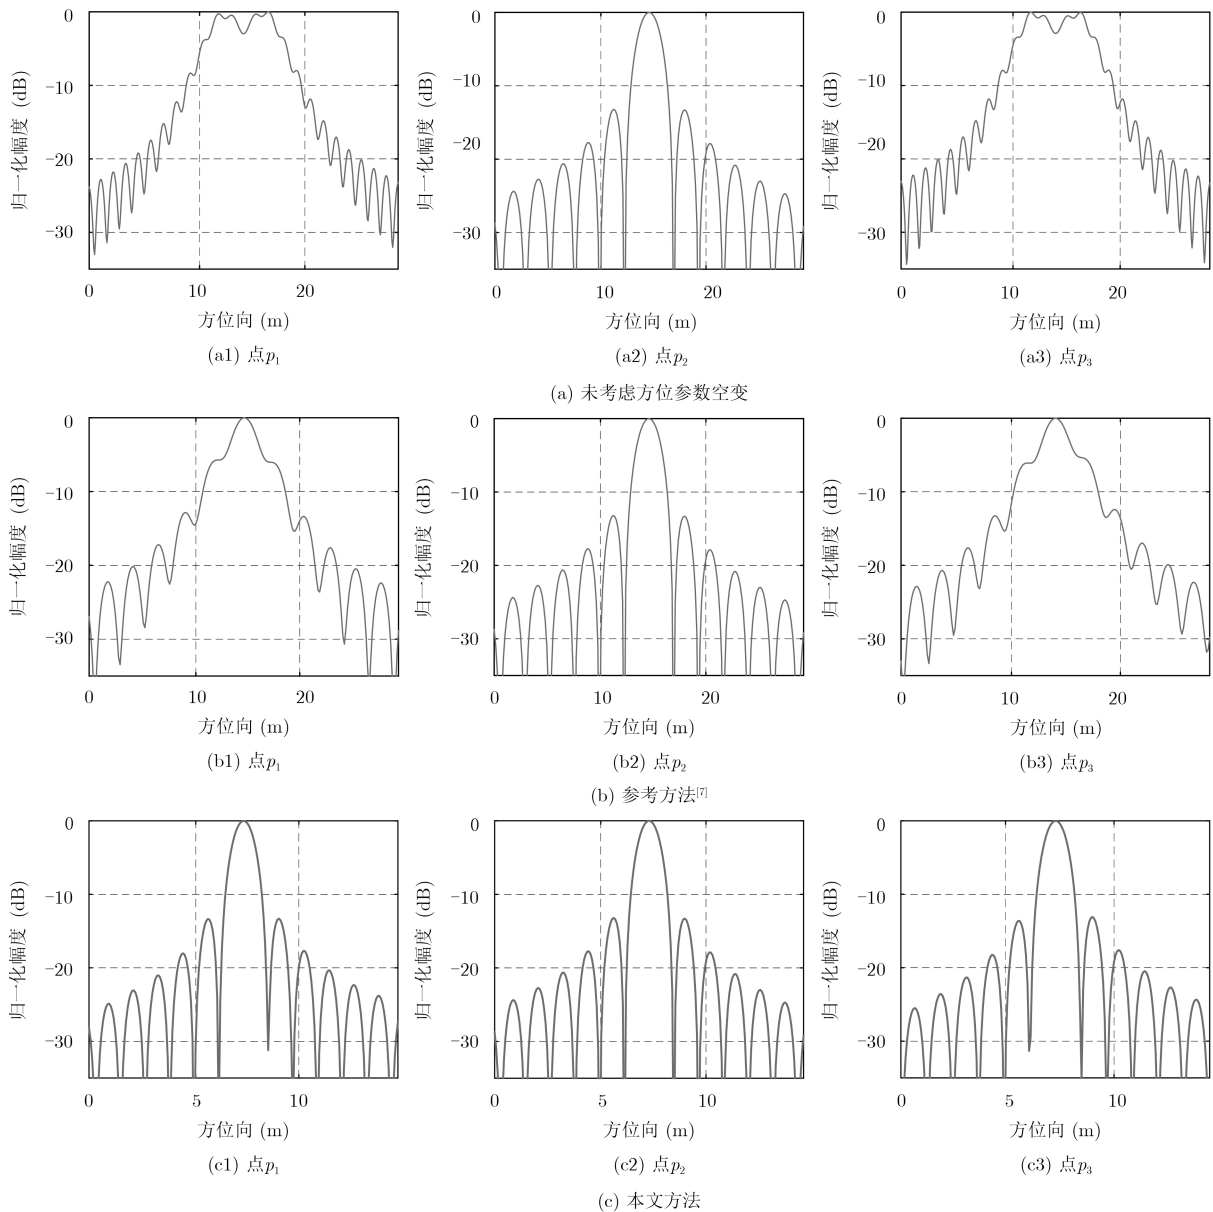 0
−10
−20
−30
归一化幅度 (dB)
0 10 20
方位向 (m)
(a1) 点p1
0
−10
−20
−30
归一化幅度 (dB)
0 10 20
方位向 (m)
(a2) 点p2
0
−10
−20
−30
归一化幅度 (dB)
0 10 20
方位向 (m)
(a3) 点p3
(a) 未考虑方位参数空变
0
−10
−20
−30
归一化幅度 (dB)
0 10 20
方位向 (m)
(b1) 点p1
0
−10
−20
−30
归一化幅度 (dB)
0 10 20
方位向 (m)
(b2) 点p2
0
−10
−20
−30
归一化幅度 (dB)
0 10 20
方位向 (m)
(b3) 点p3
(b) 参考方法[7]
0
−10
−20
−30
归一化幅度 (dB)
0 5 10
方位向 (m)
(c1) 点p1
0
−10
−20
−30
归一化幅度 (dB)
0 5 10
方位向 (m)
(c2) 点p2
0
−10
−20
−30
归一化幅度 (dB)
0 5 10
方位向 (m)
(c3) 点p3
(c) 本文方法